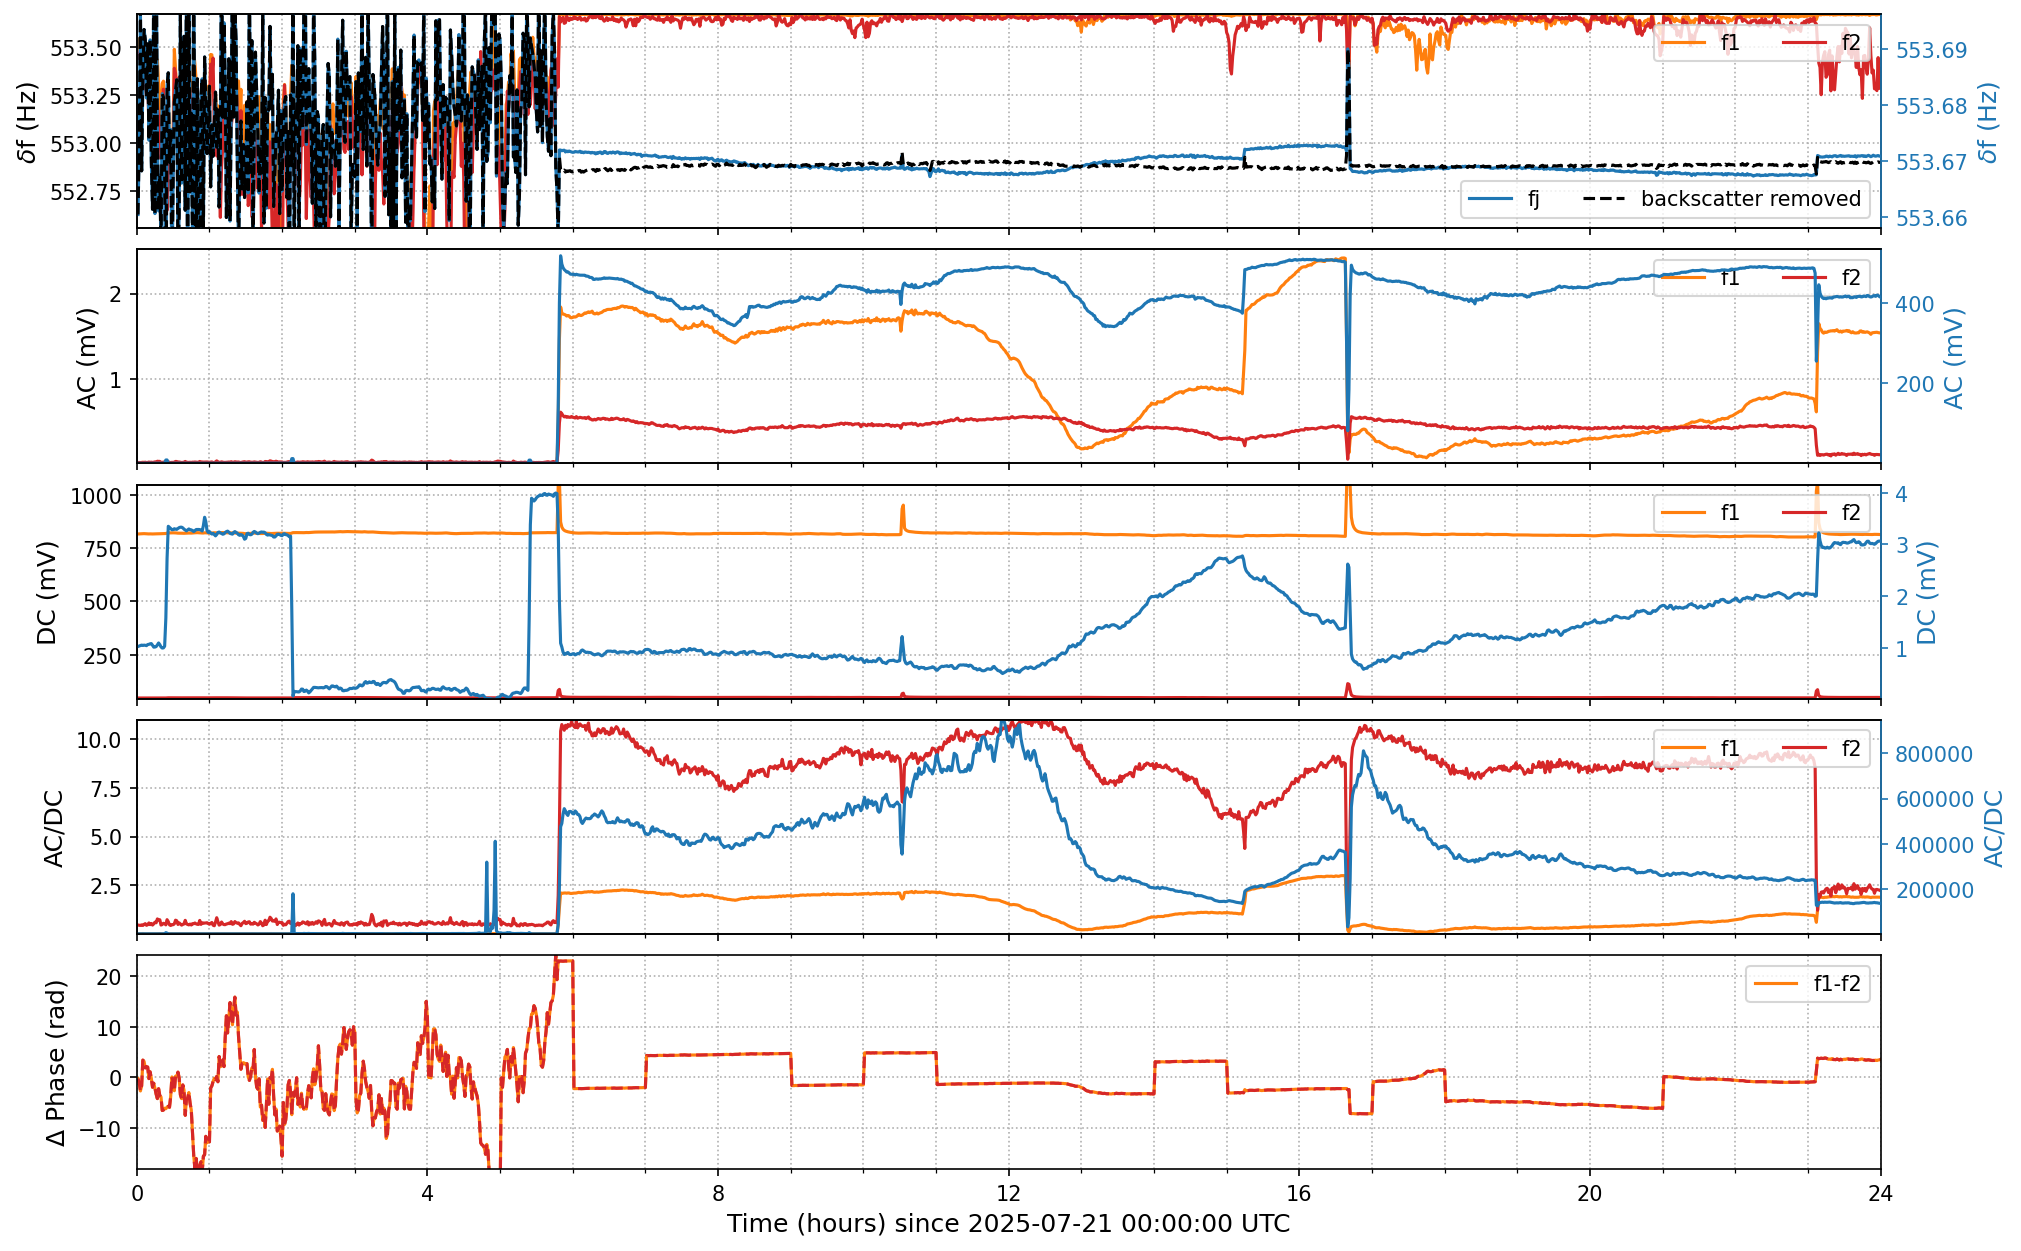 553.50
553.25
553.00
552.75
δf (Hz)
f1 f2
fj backscatter removed
553.69
553.68
553.67
553.66
δf (Hz)
2
1
AC (mV)
f1 f2
400
200
AC (mV)
1000
750
500
250
DC (mV)
f1 f2
4
3
2
1
DC (mV)
10.0
7.5
5.0
2.5
AC/DC
f1 f2
800000
600000
400000
200000
AC/DC
20
10
0
−10
Δ Phase (rad)
f1-f2
0 4 8 12 16 20 24
Time (hours) since 2025-07-21 00:00:00 UTC